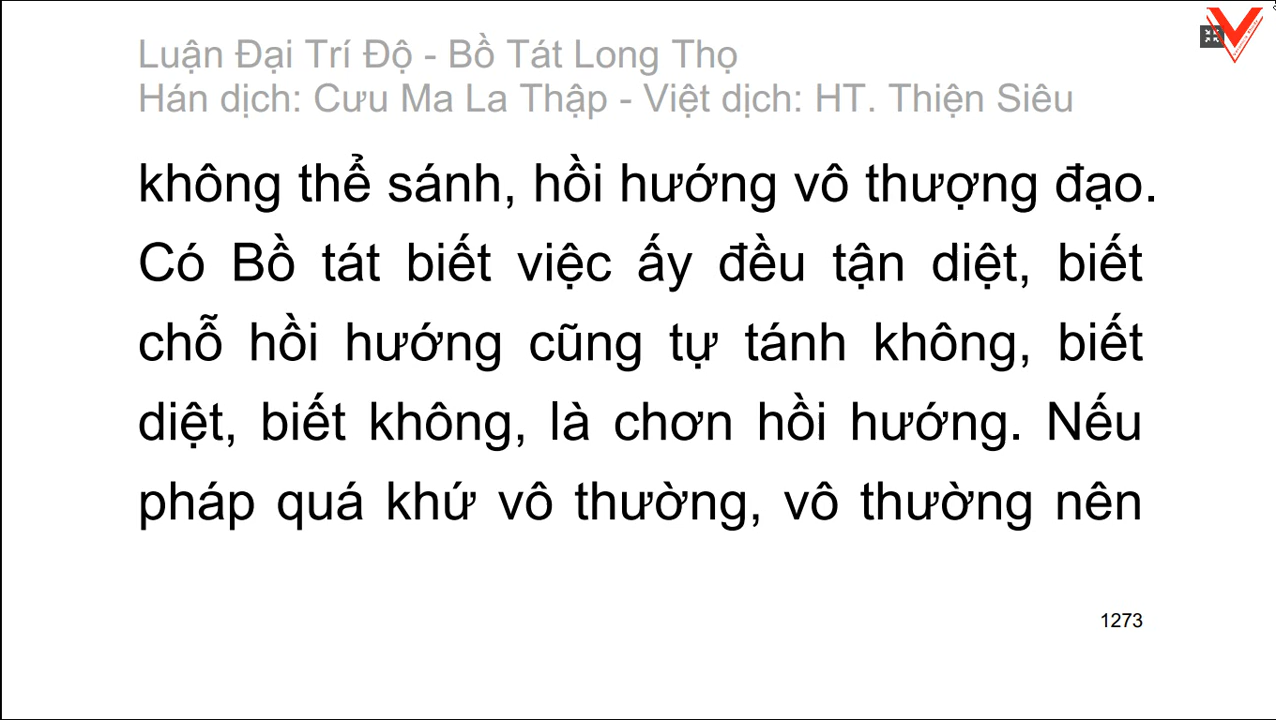 Luận Đại Trí Độ - Bồ Tát Long Thọ
Hán dịch: Cưu Ma La Thập - Việt dịch: HT. Thiện Siêu
không thể sánh, hồi hướng vô thượng đạo.
Có Bồ tát biết việc ấy đều tận diệt, biết
chỗ hồi hướng cũng tự tánh không, biết
diệt, biết không, là chơn hồi hướng. Nếu
pháp quá khứ vô thường, vô thường nên
1273